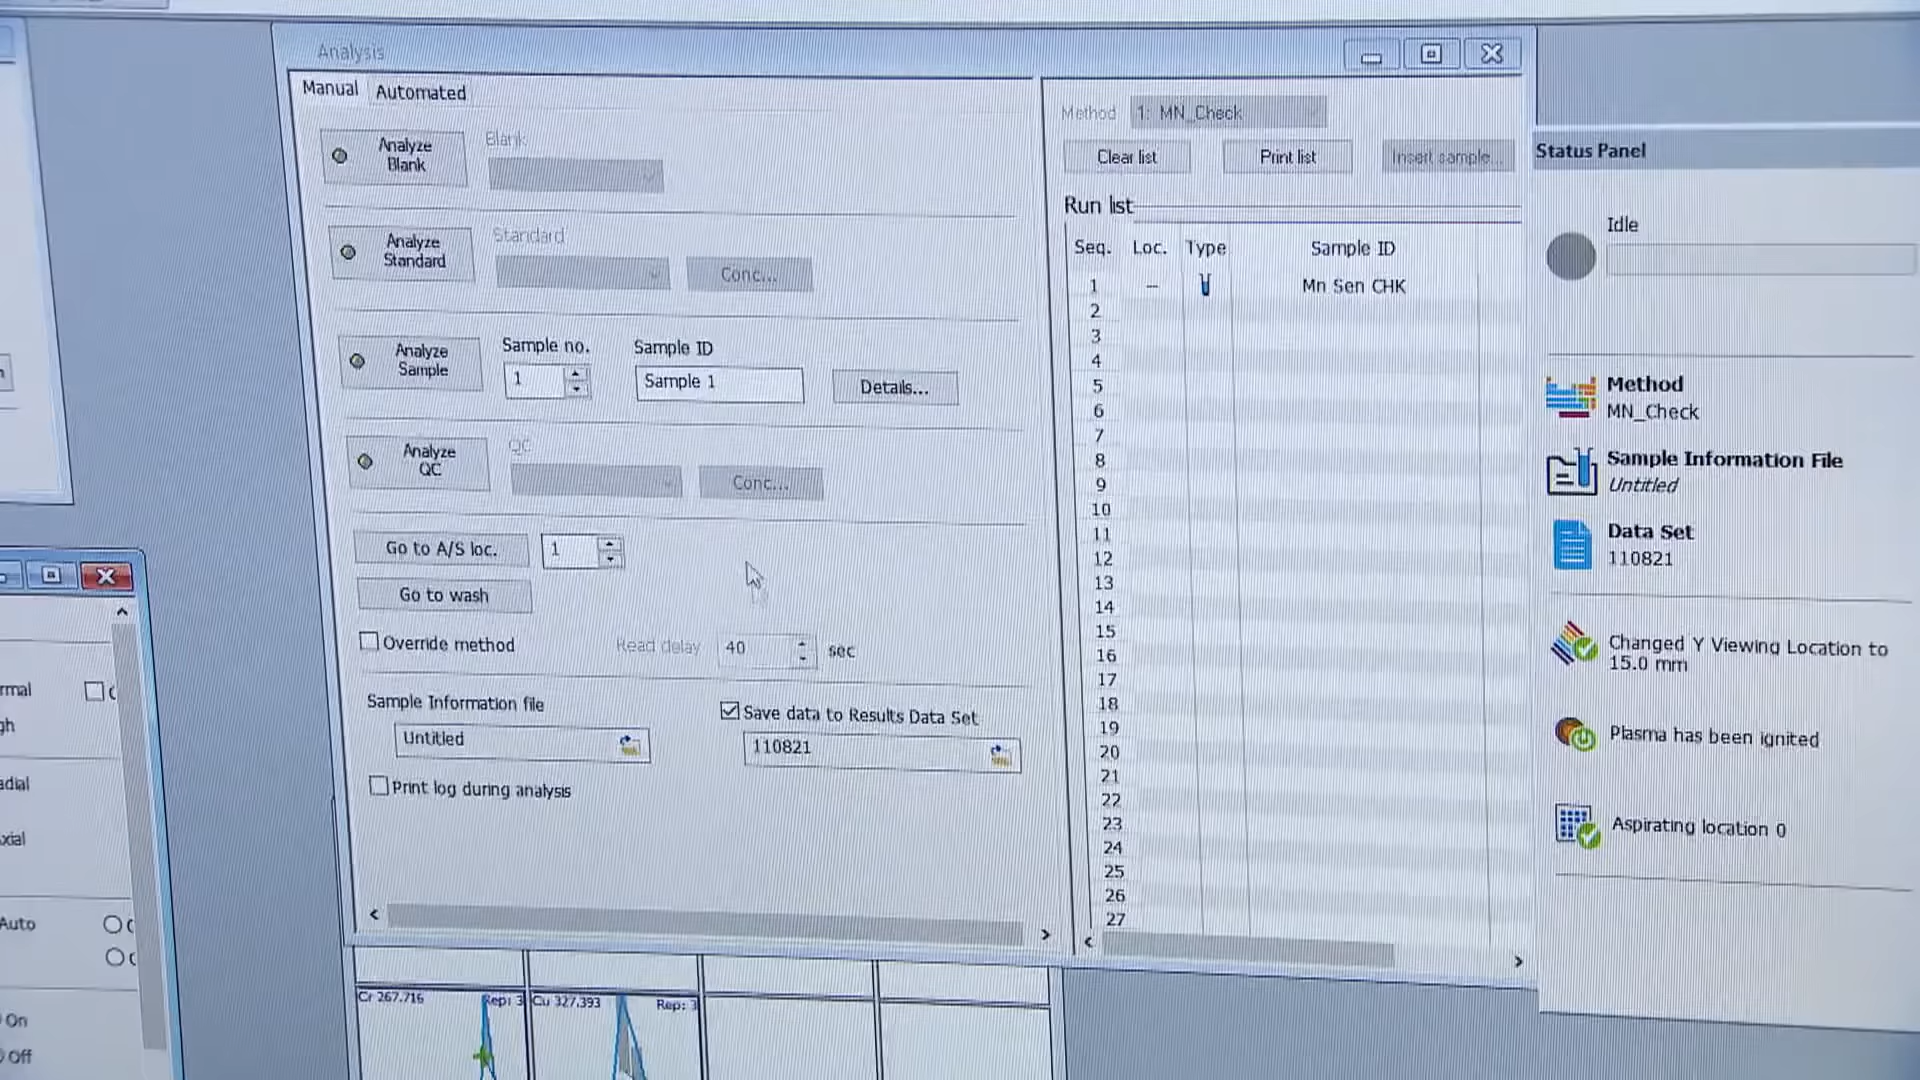 Analysis
Manual
Automated
Analyze
Blank
Blank
Analyze
Standard
Standard
Conc...
Analyze
Sample
Sample no.
1
Sample ID
Sample 1
Details...
Analyze
QC
QC
Conc...
Go to A/S loc.
1
Go to wash
Override method
Read delay
40
sec
Sample Information file
Untitled
Save data to Results Data Set
110821
Print log during analysis
Method
1: MN_Check
Clear list
Print list
Insert sample...
Run list
Seq. Loc. Type Sample ID
1 -- Mn Sen CHK
2
3
4
5
6
7
8
9
10
11
12
13
14
15
16
17
18
19
20
21
22
23
24
25
26
27
Status Panel
Idle
Method
MN_Check
Sample Information File
Untitled
Data Set
110821
Changed Y Viewing Location to
15.0 mm
Plasma has been ignited
Aspirating location 0
Auto
On
Off
Cr 267.716
Rep: 3
Cu 327.393
Rep: 3